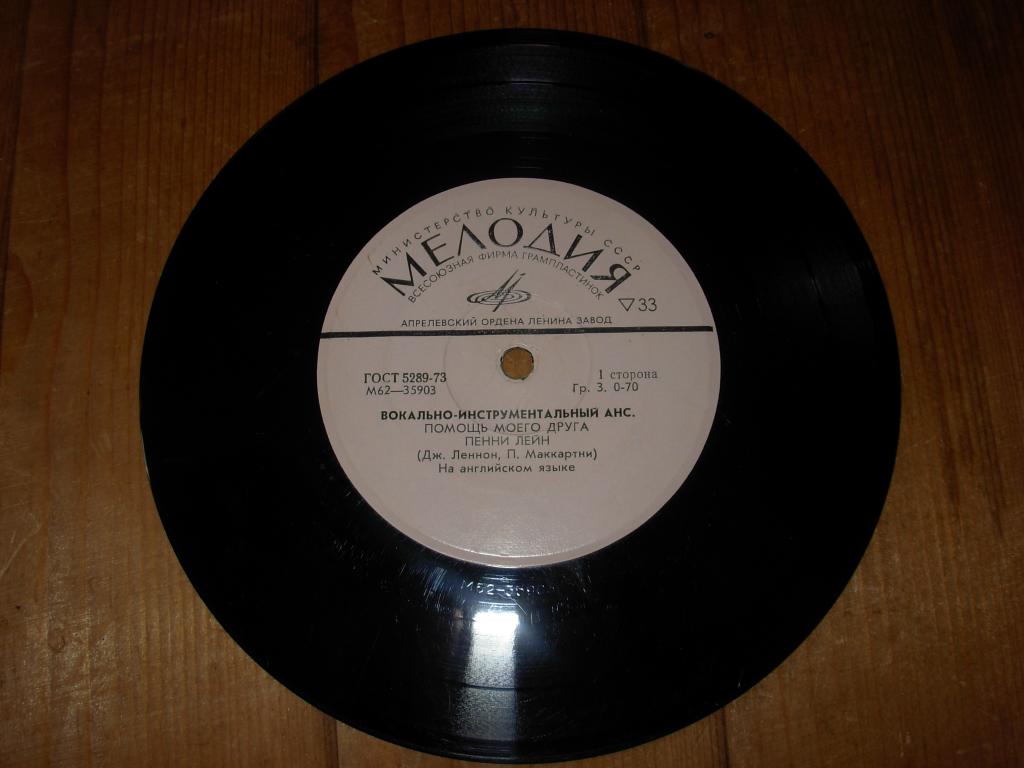 МИНИСТЕРСТВО КУЛЬТУРЫ СССР
МЕЛОДИЯ
ВСЕСОЮЗНАЯ ФИРМА ГРАМПЛАСТИНОК
▽33
АПРЕЛЕВСКИЙ ОРДЕНА ЛЕНИНА ЗАВОД
ГОСТ 5289-73
М62—35903
1 сторона
Гр. 3. 0-70
ВОКАЛЬНО-ИНСТРУМЕНТАЛЬНЫЙ АНС.
ПОМОЩЬ МОЕГО ДРУГА
ПЕННИ ЛЕЙН
(Дж. Леннон, П. Маккартни)
На английском языке